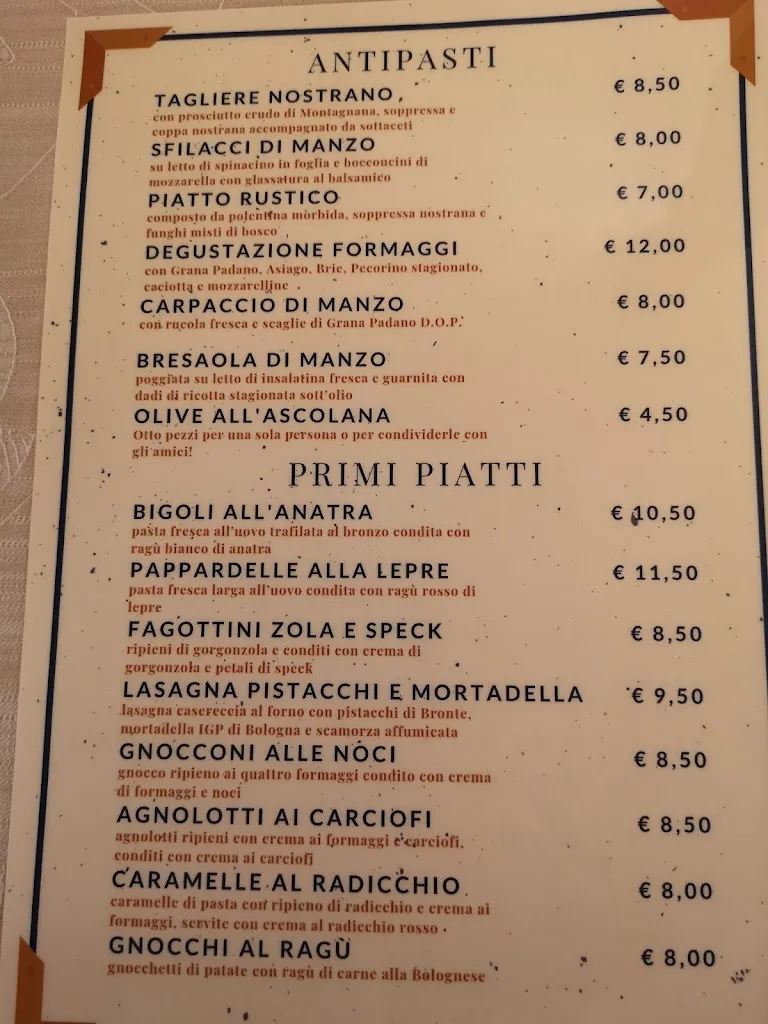 ANTIPASTI
TAGLIERE NOSTRANO € 8,50
con prosciutto crudo di Montagnana, soppressa e
coppa nostrana accompagnato da sottaceti
SFILACCI DI MANZO € 8,00
su letto di spinacino in foglia e bocconcini di
mozzarella con glassatura al balsamico
PIATTO RUSTICO € 7,00
composto da polentina morbida, soppressa nostrana e
funghi misti di bosco
DEGUSTAZIONE FORMAGGI € 12,00
con Grana Padano, Asiago, Brie, Pecorino stagionato,
caciotta e mozzarelline
CARPACCIO DI MANZO € 8,00
con rucola fresca e scaglie di Grana Padano D.O.P.
BRESAOLA DI MANZO € 7,50
poggiata su letto di insalatina fresca e guarnita con
dadi di ricotta stagionata sott'olio
OLIVE ALL'ASCOLANA € 4,50
Otto pezzi per una sola persona o per condividerle con
gli amici!
PRIMI PIATTI
BIGOLI ALL'ANATRA € 10,50
pasta fresca all'uovo trafilata al bronzo condita con
ragù bianco di anatra
PAPPARDELLE ALLA LEPRE € 11,50
pasta fresca larga all'uovo condita con ragù rosso di
lepre
FAGOTTINI ZOLA E SPECK € 8,50
ripieni di gorgonzola e conditi con crema di
gorgonzola e petali di speck
LASAGNA PISTACCHI E MORTADELLA € 9,50
lasagna casereccia al forno con pistacchi di Bronte,
mortadella IGP di Bologna e scamorza affumicata
GNOCCONI ALLE NOCI € 8,50
gnocco ripieno ai quattro formaggi condito con crema
di formaggi e noci
AGNOLOTTI AI CARCIOFI € 8,50
agnolotti ripieni con crema ai formaggi e carciofi,
conditi con crema ai carciofi
CARAMELLE AL RADICCHIO € 8,00
caramelle di pasta con ripieno di radicchio e crema ai
formaggi, servite con crema al radicchio rosso
GNOCCHI AL RAGÙ € 8,00
gnocchetti di patate con ragù di carne alla Bolognese